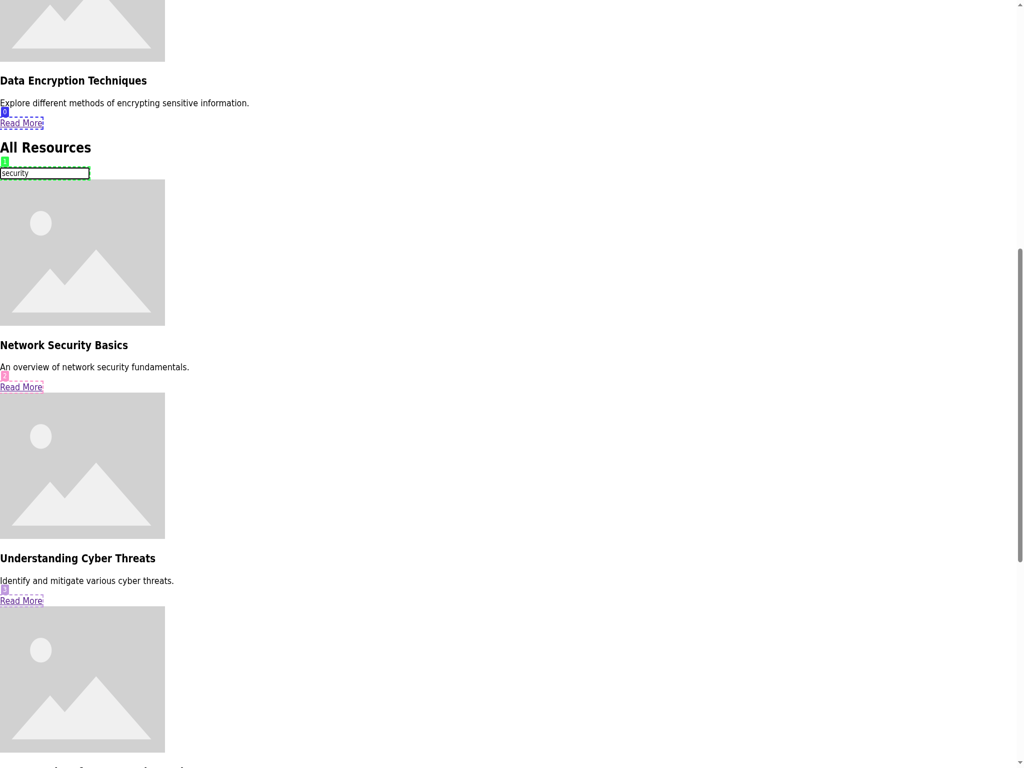 Data Encryption Techniques
Explore different methods of encrypting sensitive information.
0
Read More
All Resources
1
security
Network Security Basics
An overview of network security fundamentals.
2
Read More
Understanding Cyber Threats
Identify and mitigate various cyber threats.
3
Read More